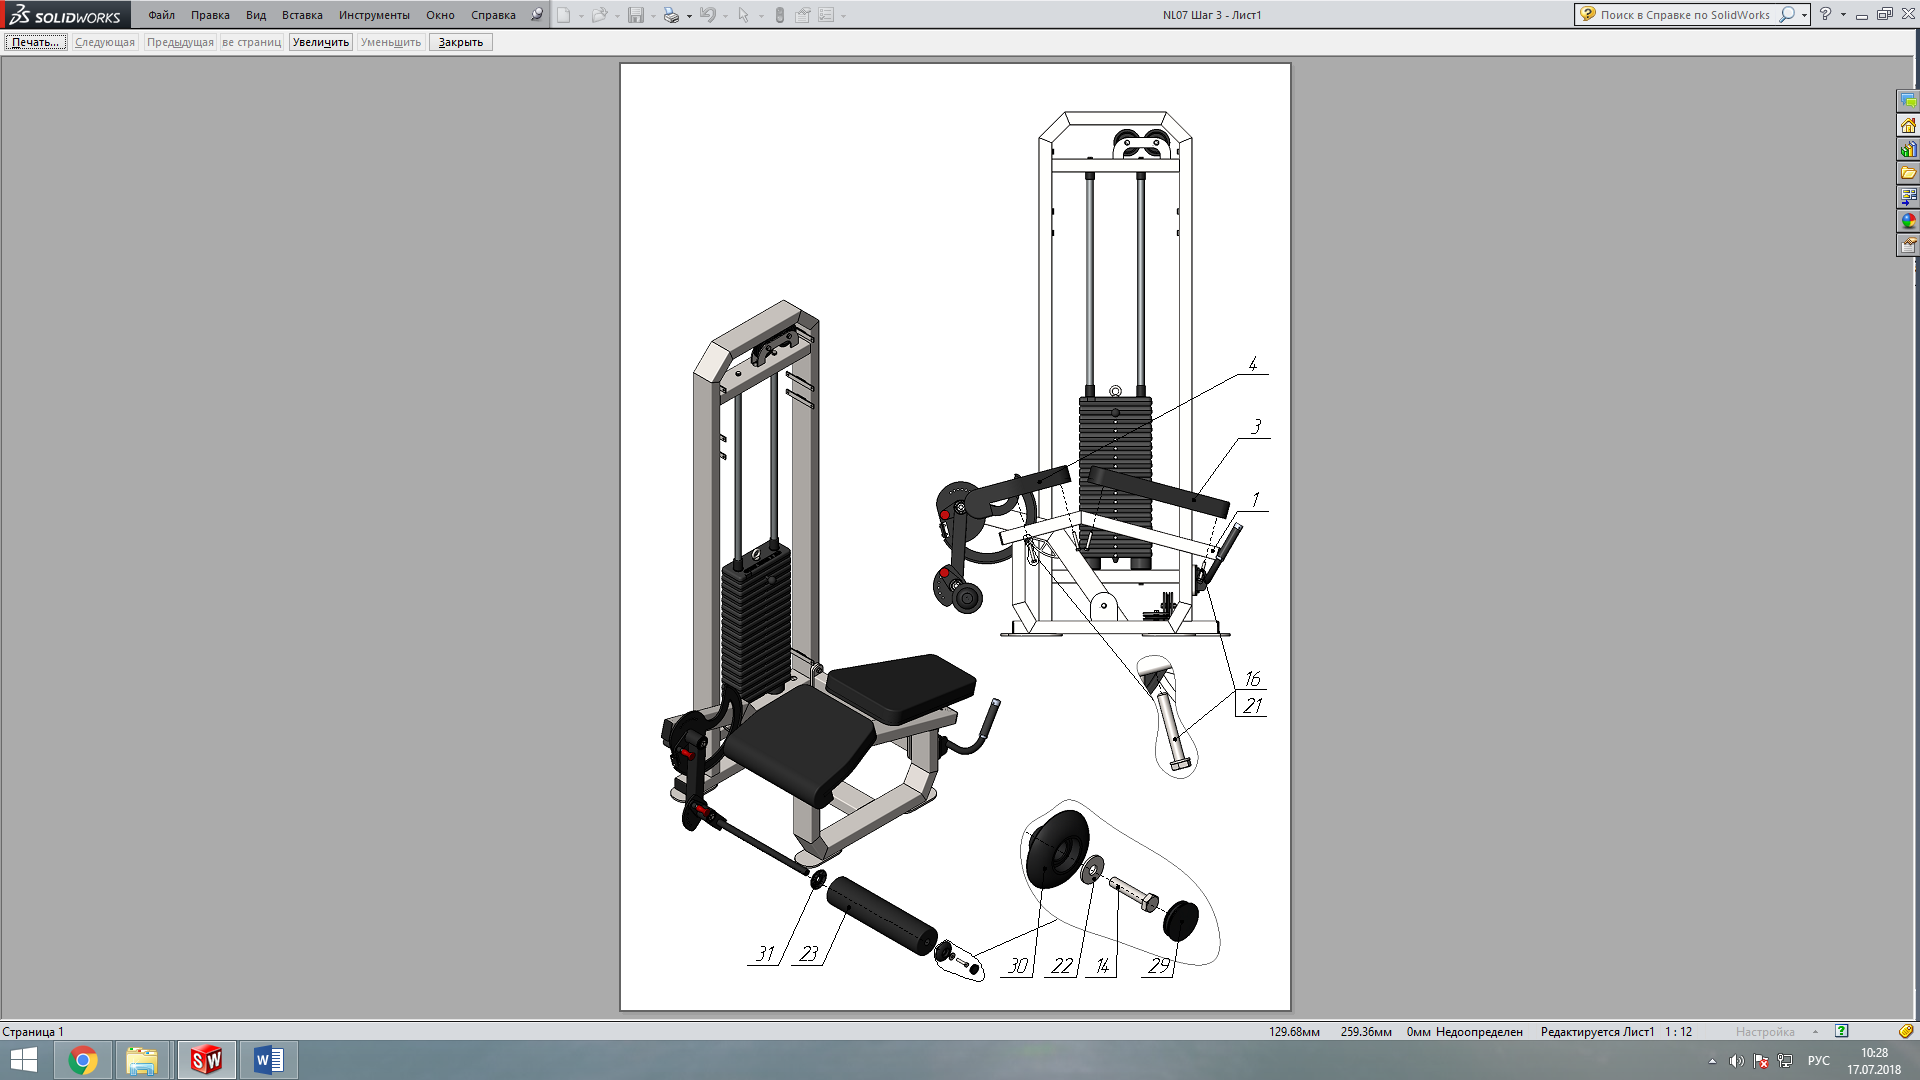 SOLIDWORKS Файл Правка Вид Вставка Инструменты Окно Справка NL07 Шаг 3 - Лист1 Поиск в Справке по SolidWorks
Печать... Следующая Предыдущая ве страниц Увеличить Уменьшить Закрыть
4
3
1
16
21
31 23 30 22 14 29
Страница 1 129.68мм 259.36мм 0мм Недоопределен Редактируется Лист1 1 : 12 Настройка
РУС 10:28
17.07.2018